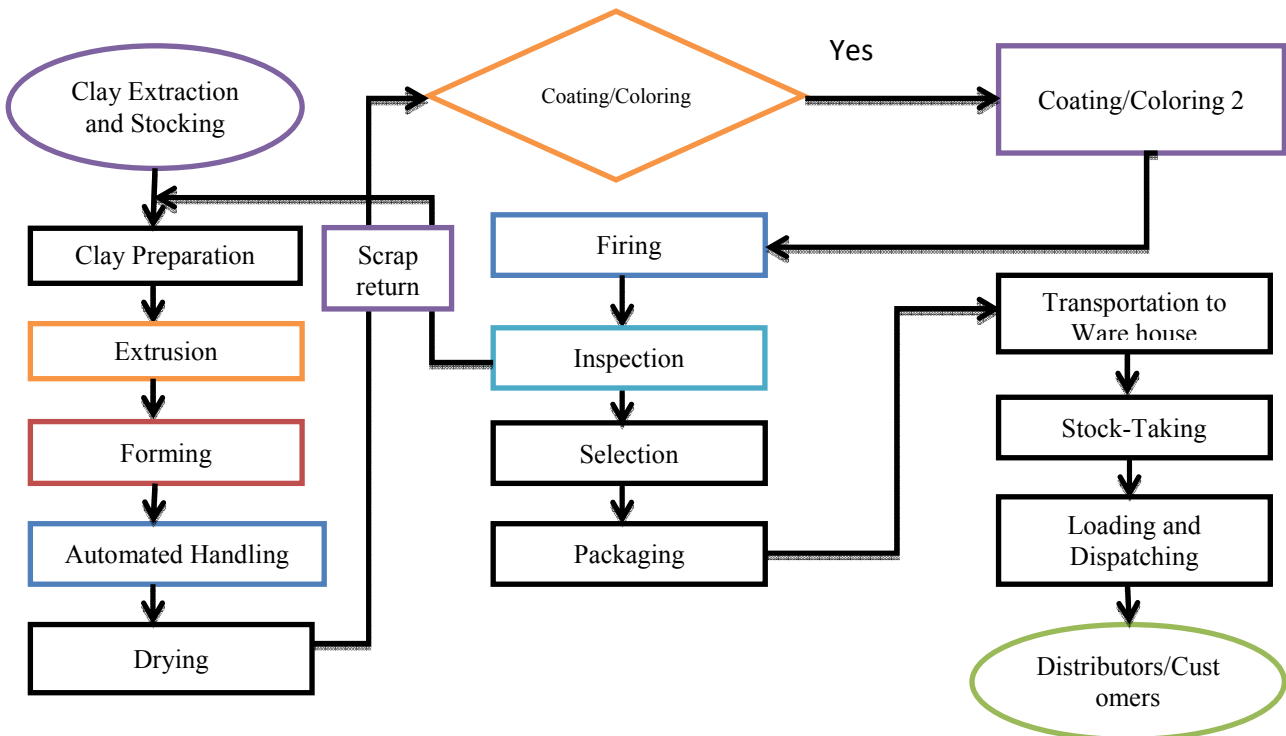 Clay Extraction
and Stocking
Clay Preparation
Extrusion
Forming
Automated Handling
Drying
Scrap
return
Coating/Coloring
Yes
Coating/Coloring 2
Firing
Inspection
Selection
Packaging
Transportation to
Ware house
Stock-Taking
Loading and
Dispatching
Distributors/Cust
omers